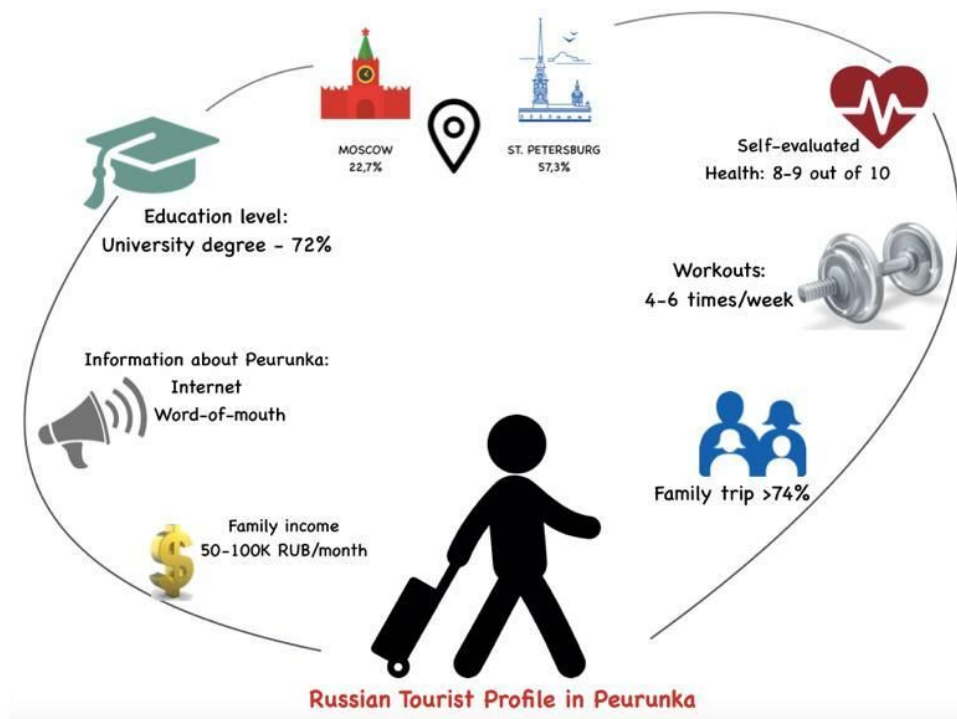 MOSCOW
22,7%
ST. PETERSBURG
57,3%
Self-evaluated
Health: 8-9 out of 10
Education level:
University degree - 72%
Workouts:
4-6 times/week
Information about Peurunka:
Internet
Word-of-mouth
Family trip >74%
Family income
50-100K RUB/month
$
Russian Tourist Profile in Peurunka